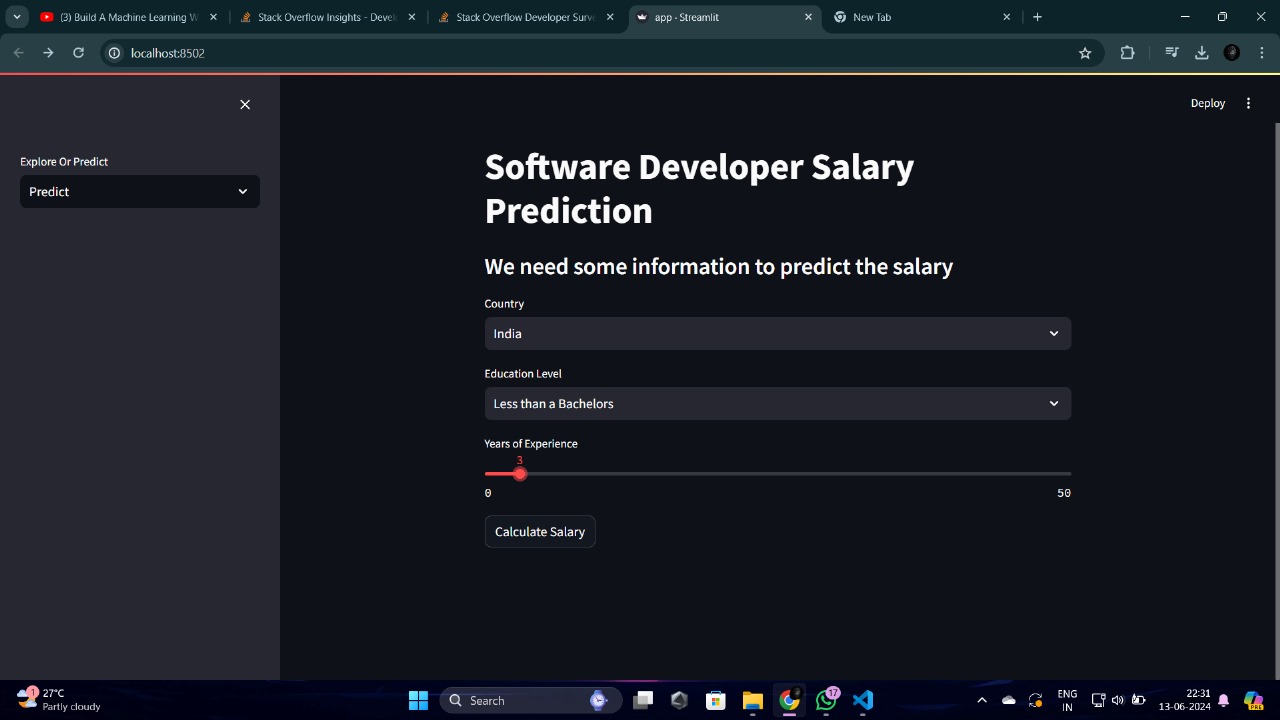 (3) Build A Machine Learning W
Stack Overflow Insights - Devel
Stack Overflow Developer Surve
app · Streamlit
New Tab
localhost:8502
Deploy
Explore Or Predict
Predict
Software Developer Salary
Prediction
We need some information to predict the salary
Country
India
Education Level
Less than a Bachelors
Years of Experience
3
0
50
Calculate Salary
1
27°C
Partly cloudy
Search
17
PRE
ENG
IN
22:31
13-06-2024